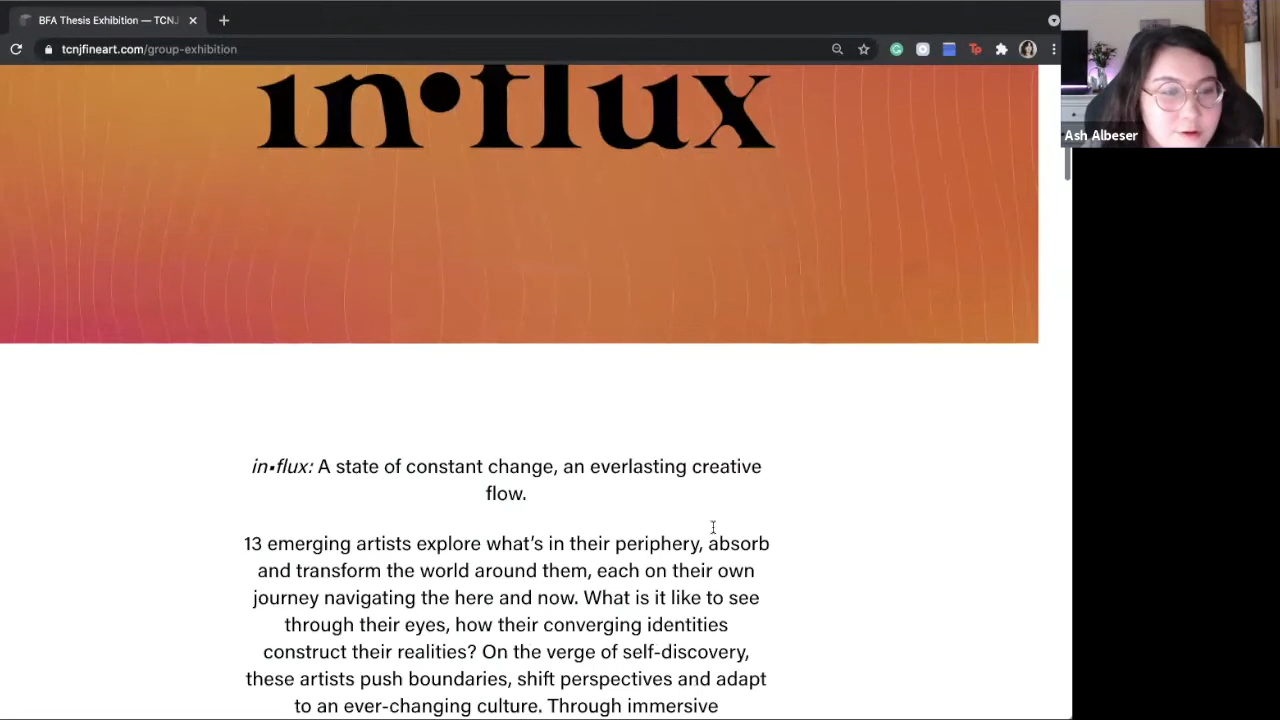 BFA Thesis Exhibition — TCNJ
tcnjfineart.com/group-exhibition
in•flux
Ash Albeser
in•flux: A state of constant change, an everlasting creative
flow.
13 emerging artists explore what's in their periphery, absorb
and transform the world around them, each on their own
journey navigating the here and now. What is it like to see
through their eyes, how their converging identities
construct their realities? On the verge of self-discovery,
these artists push boundaries, shift perspectives and adapt
to an ever-changing culture. Through immersive